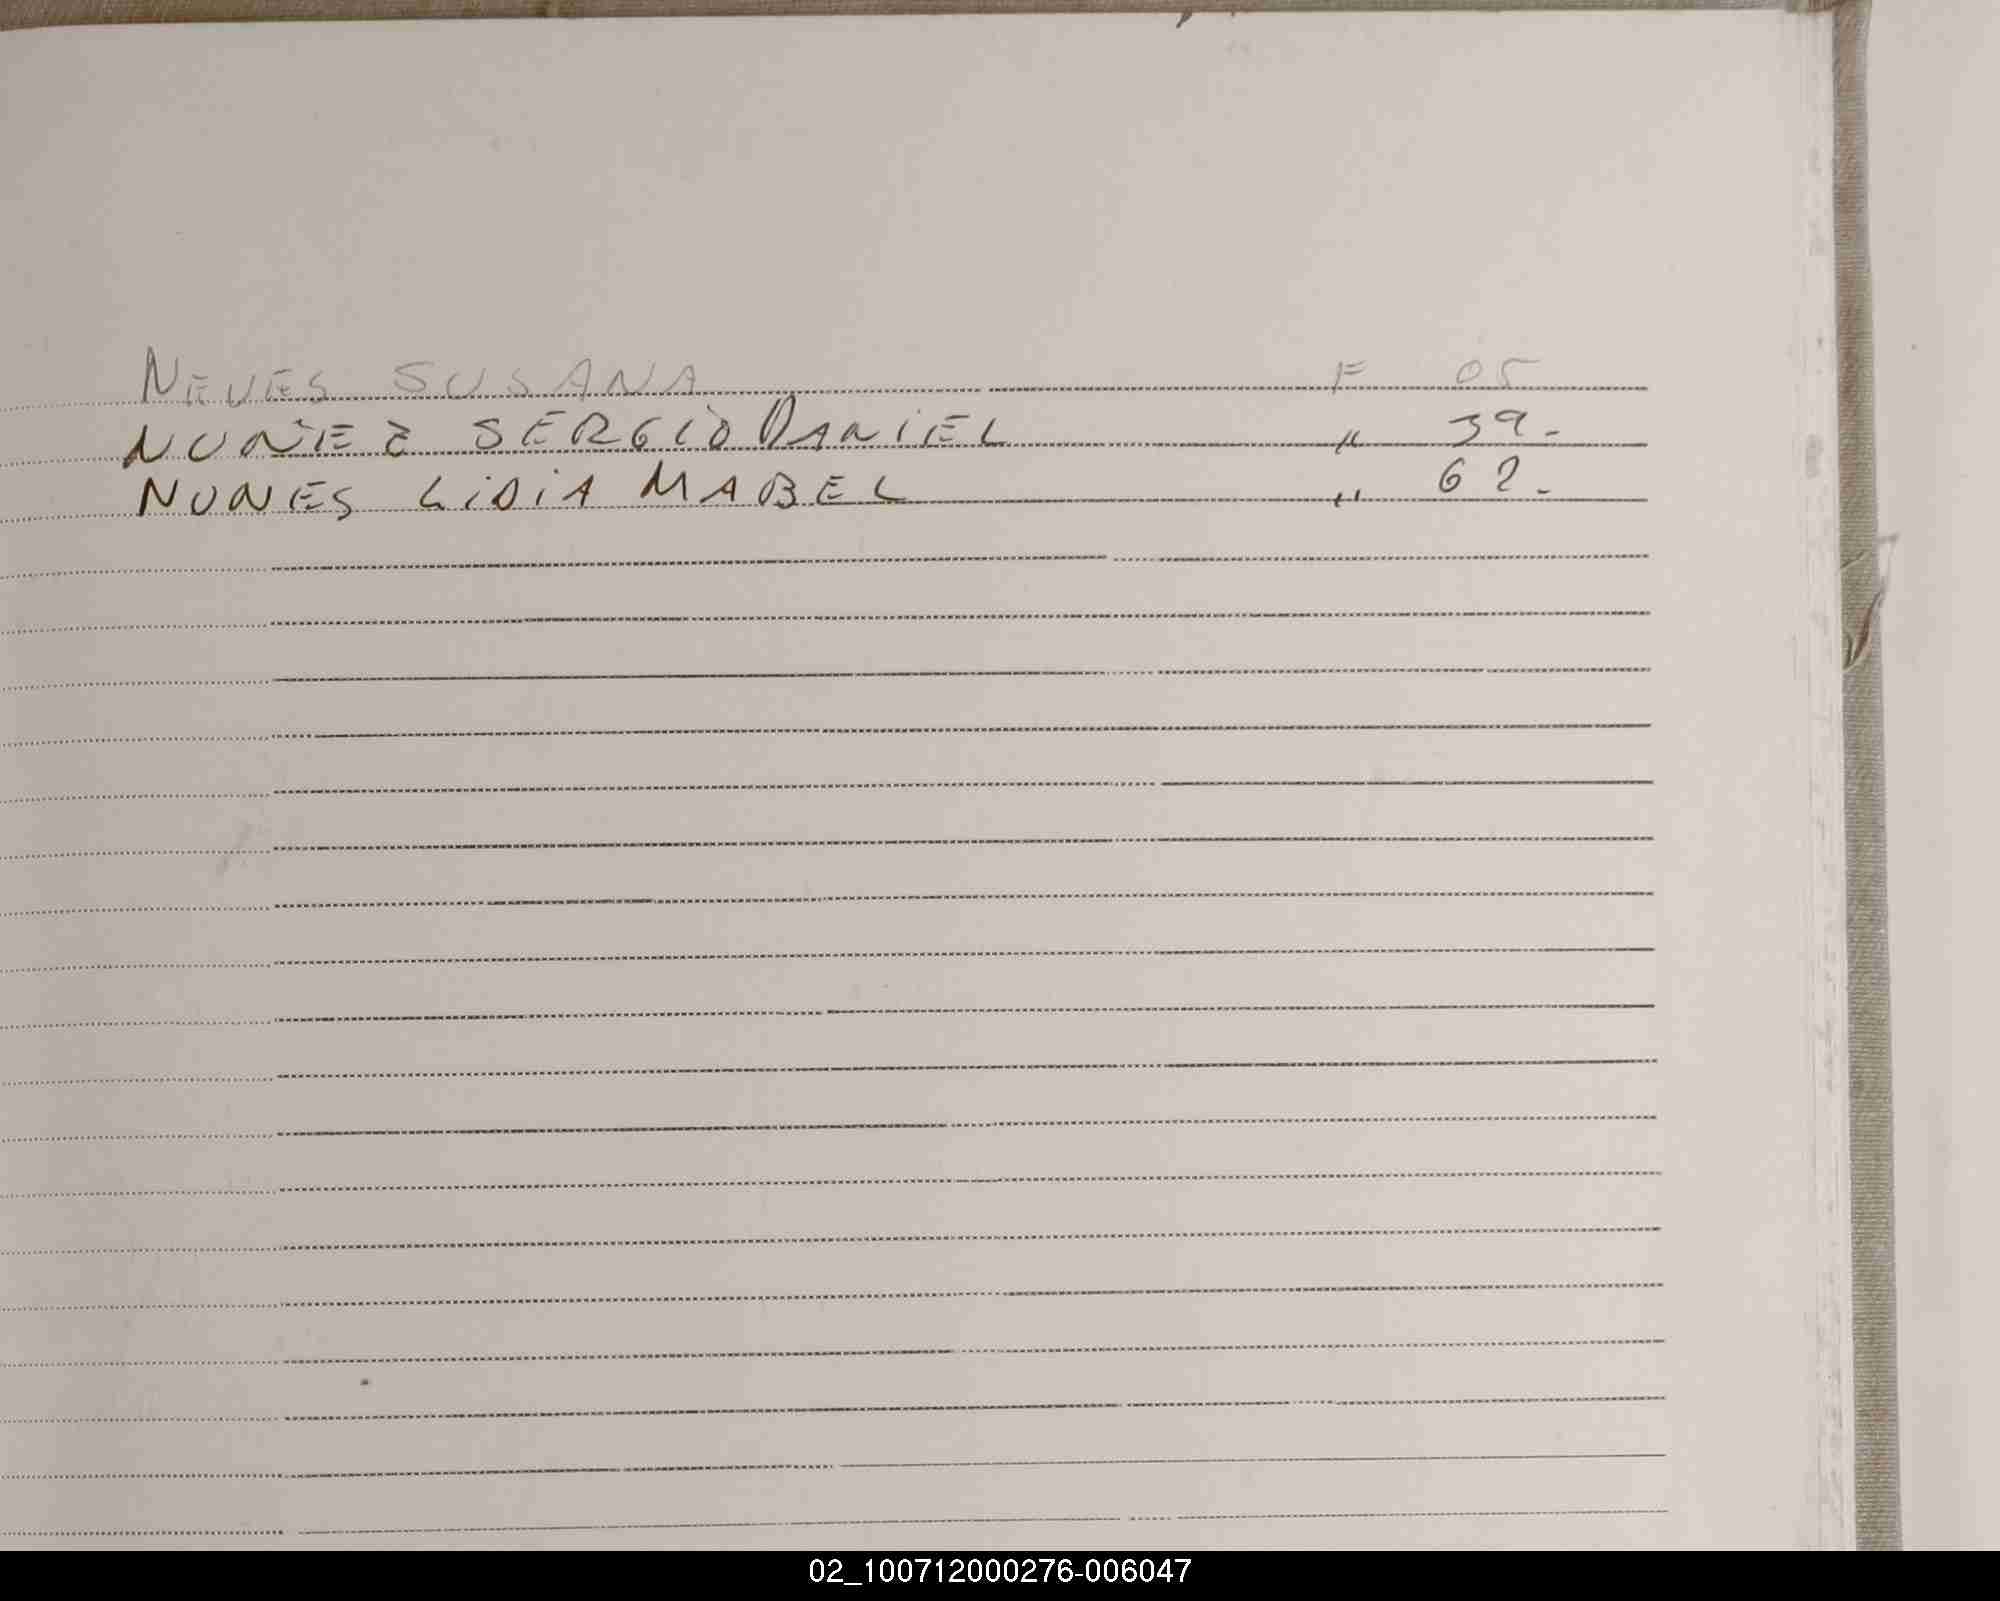 NEVES SUSANA F 05
NUÑEZ SERGIO DANIEL " 39.-
NUNES LIDIA MABEL " 62.-
02_100712000276-006047